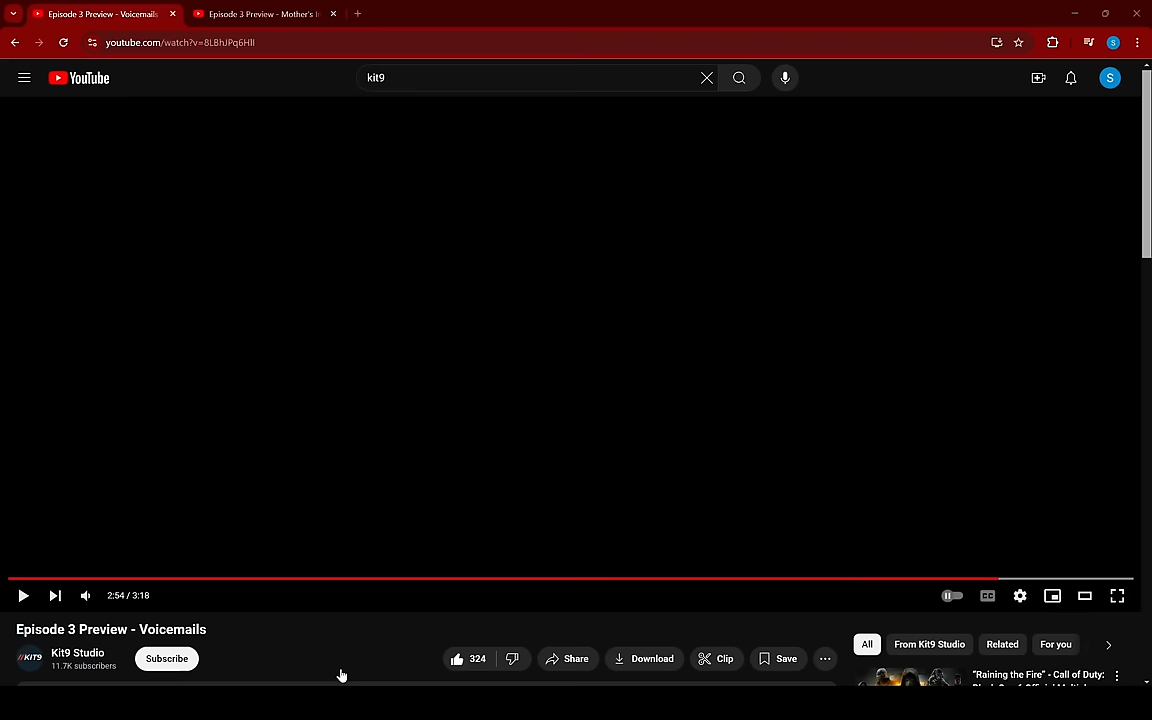 Episode 3 Preview - Voicemails
Episode 3 Preview - Mother's I
youtube.com/watch?v=8LBhJPq6HlI
S
YouTube
kit9
S
2:54 / 3:18
CC
Episode 3 Preview - Voicemails
//KIT9
Kit9 Studio
11.7K subscribers
Subscribe
324
Share
Download
Clip
Save
All
From Kit9 Studio
Related
For you
"Raining the Fire" - Call of Duty: